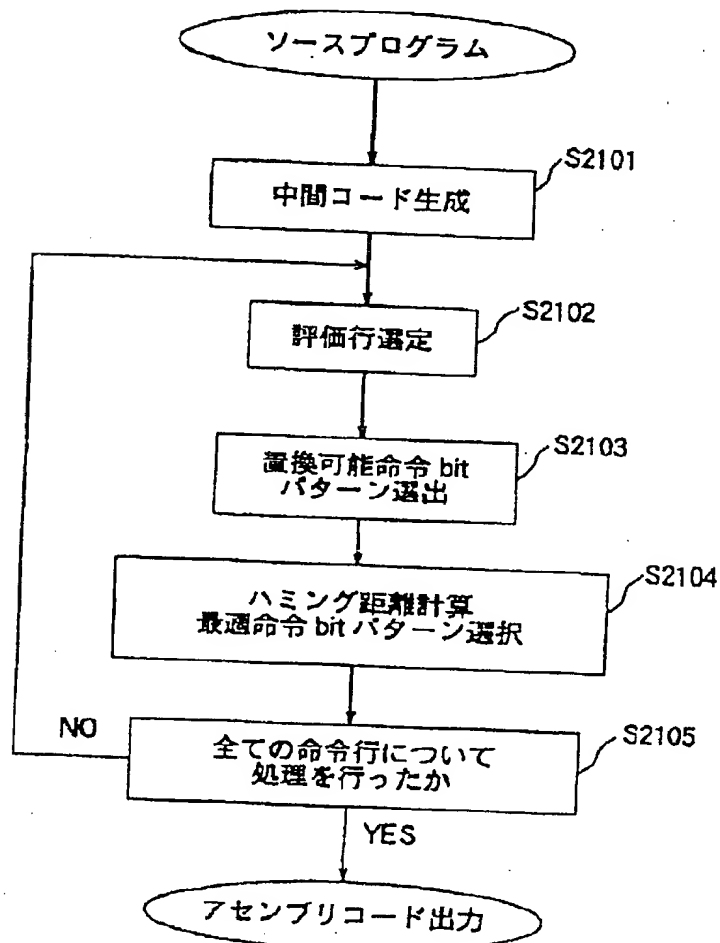 ソースプログラム
S2101
中間コード生成
S2102
評価行選定
S2103
置換可能命令 bit
パターン選出
S2104
ハミング距離計算
最適命令 bit パターン選択
NO
S2105
全ての命令行について
処理を行ったか
YES
アセンブリコード出力